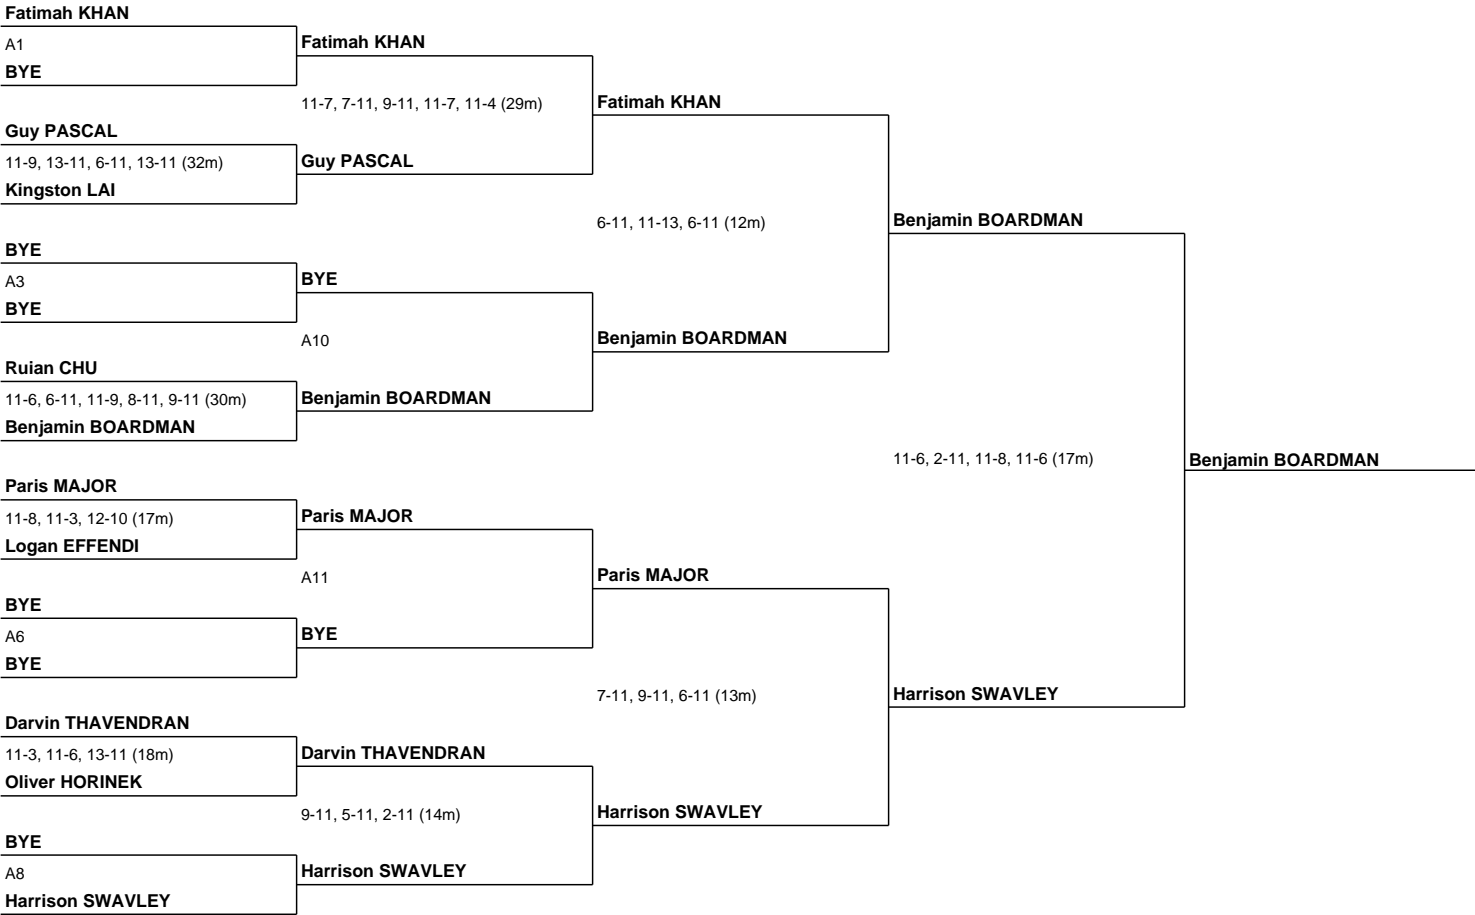 Fatimah KHAN
A1
BYE
Guy PASCAL
11-9, 13-11, 6-11, 13-11 (32m)
Kingston LAI
BYE
A3
BYE
Ruian CHU
11-6, 6-11, 11-9, 8-11, 9-11 (30m)
Benjamin BOARDMAN
Paris MAJOR
11-8, 11-3, 12-10 (17m)
Logan EFFENDI
BYE
A6
BYE
Darvin THAVENDRAN
11-3, 11-6, 13-11 (18m)
Oliver HORINEK
BYE
A8
Harrison SWAVLEY
Fatimah KHAN
11-7, 7-11, 9-11, 11-7, 11-4 (29m)
Guy PASCAL
BYE
A10
Benjamin BOARDMAN
Paris MAJOR
A11
BYE
Darvin THAVENDRAN
9-11, 5-11, 2-11 (14m)
Harrison SWAVLEY
Fatimah KHAN
6-11, 11-13, 6-11 (12m)
Benjamin BOARDMAN
Paris MAJOR
7-11, 9-11, 6-11 (13m)
Harrison SWAVLEY
Benjamin BOARDMAN
11-6, 2-11, 11-8, 11-6 (17m)
Harrison SWAVLEY
Benjamin BOARDMAN